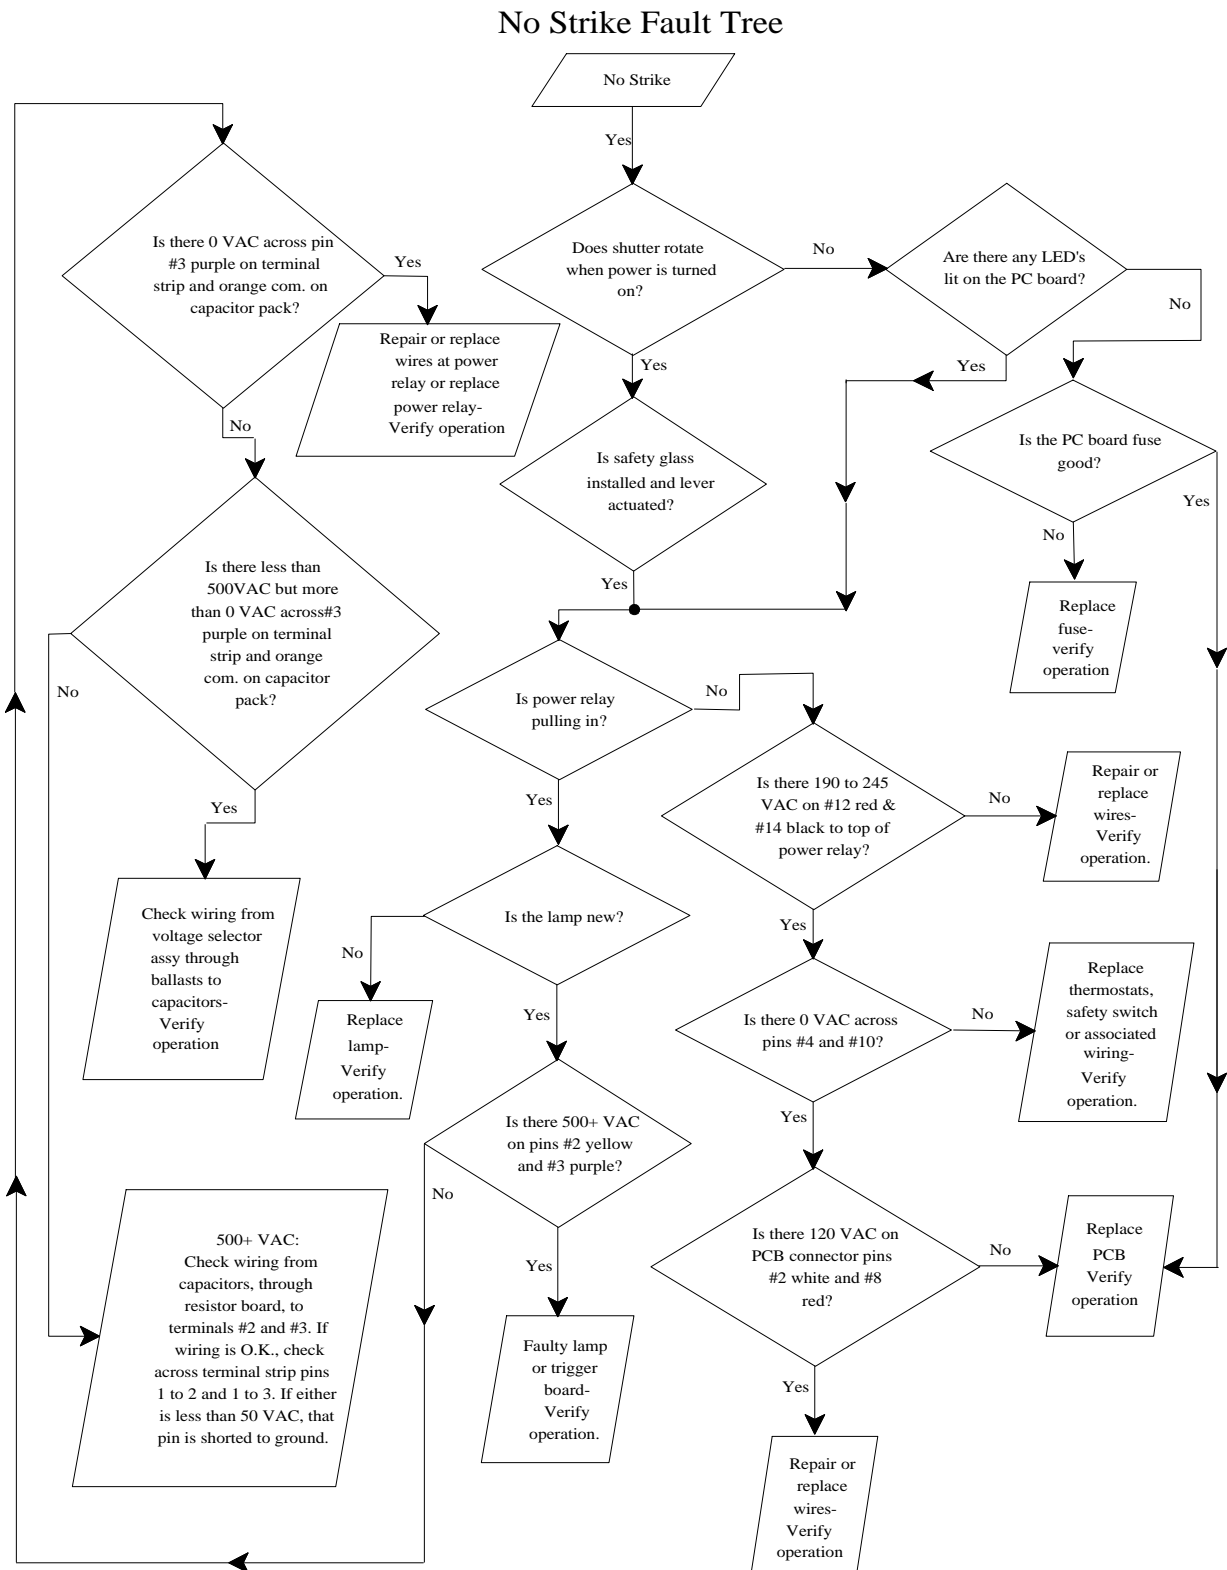 No Strike Fault Tree
No Strike
Yes
Is there 0 VAC across pin
#3 purple on terminal
strip and orange com. on
capacitor pack?
Yes
Repair or replace
wires at power
relay or replace
power relay-
Verify operation
No
Does shutter rotate
when power is turned
on?
No
Are there any LED's
lit on the PC board?
No
Yes
Yes
Is safety glass
installed and lever
actuated?
Yes
Is the PC board fuse
good?
Yes
No
Replace
fuse-
verify
operation
Is there less than
500VAC but more
than 0 VAC across#3
purple on terminal
strip and orange
com. on capacitor
pack?
No
Yes
Check wiring from
voltage selector
assy through
ballasts to
capacitors-
Verify
operation
Is power relay
pulling in?
No
Yes
Is there 190 to 245
VAC on #12 red &
#14 black to top of
power relay?
No
Repair or
replace
wires-
Verify
operation.
Yes
Is the lamp new?
No
Replace
lamp-
Verify
operation.
Yes
Is there 0 VAC across
pins #4 and #10?
No
Replace
thermostats,
safety switch
or associated
wiring-
Verify
operation.
Yes
Is there 500+ VAC
on pins #2 yellow
and #3 purple?
No
Yes
Faulty lamp
or trigger
board-
Verify
operation.
Is there 120 VAC on
PCB connector pins
#2 white and #8
red?
No
Replace
PCB
Verify
operation
Yes
Repair or
replace
wires-
Verify
operation
500+ VAC:
Check wiring from
capacitors, through
resistor board, to
terminals #2 and #3. If
wiring is O.K., check
across terminal strip pins
1 to 2 and 1 to 3. If either
is less than 50 VAC, that
pin is shorted to ground.